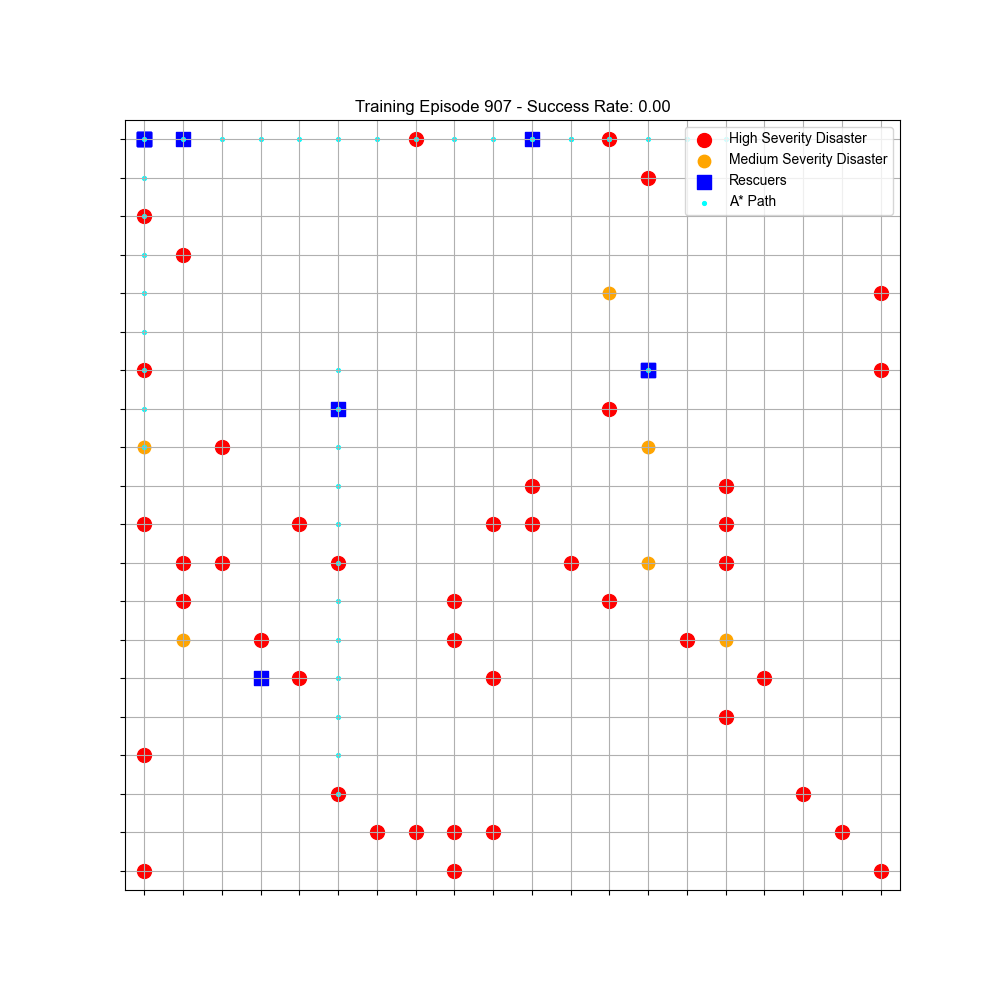 Training Episode 907 - Success Rate: 0.00
High Severity Disaster
Medium Severity Disaster
Rescuers
A* Path